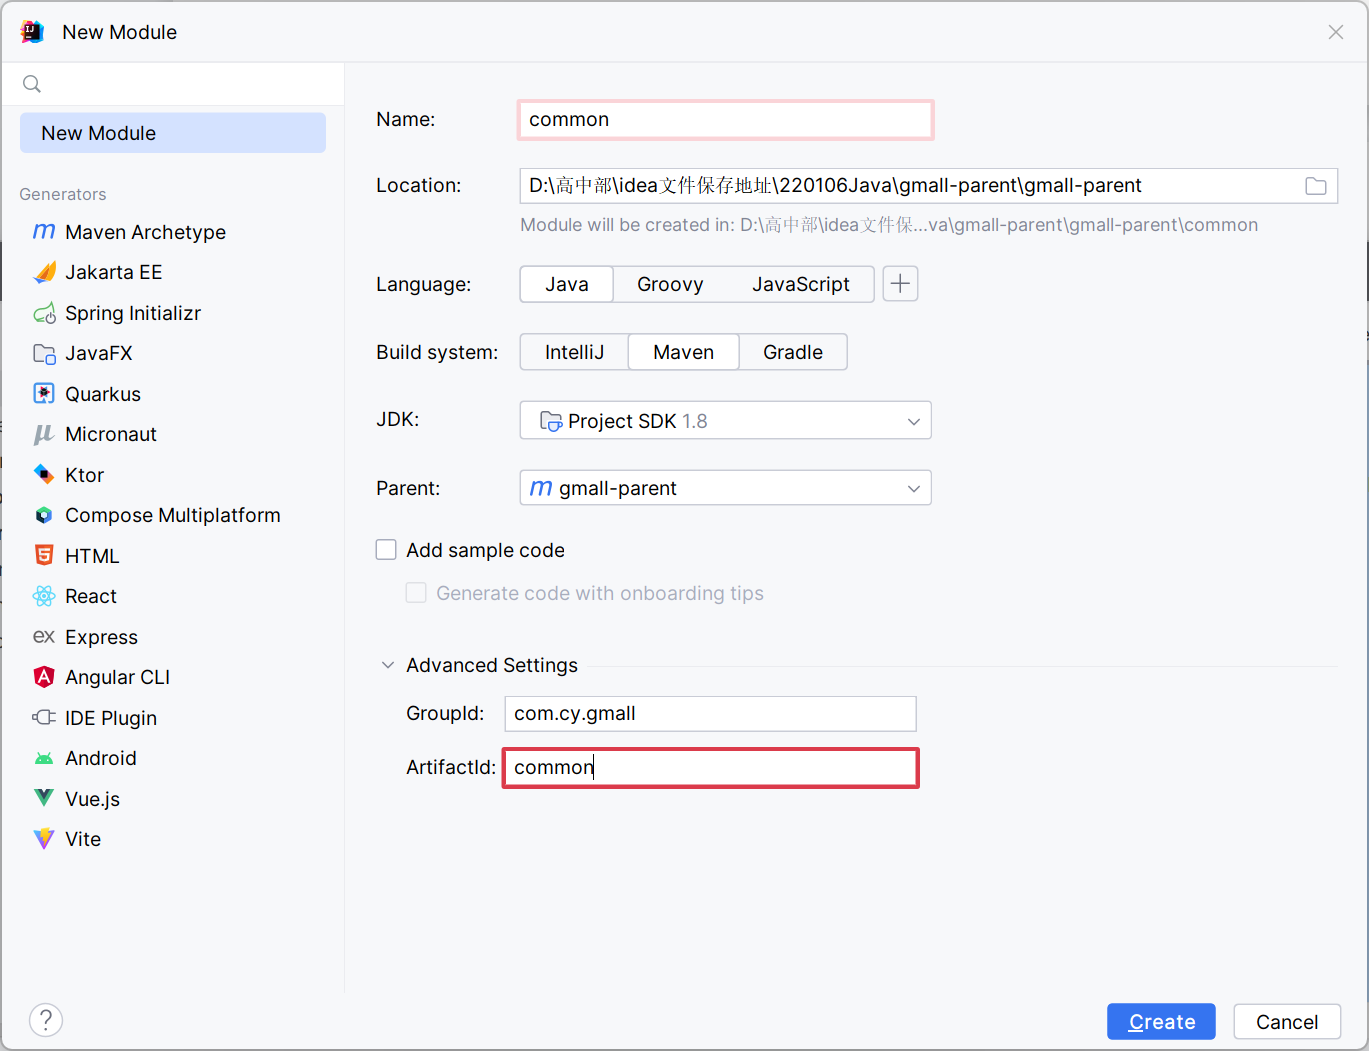 New Module
New Module
Generators
Maven Archetype
Jakarta EE
Spring Initializr
JavaFX
Quarkus
Micronaut
Ktor
Compose Multiplatform
HTML
React
Express
Angular CLI
IDE Plugin
Android
Vue.js
Vite
Name: common
Location: D:\高中部\idea文件保存地址\220106Java\gmall-parent\gmall-parent
Module will be created in: D:\高中部\idea文件保...va\gmall-parent\gmall-parent\common
Language: Java Groovy JavaScript
Build system: IntelliJ Maven Gradle
JDK: Project SDK 1.8
Parent: gmall-parent
Add sample code
Generate code with onboarding tips
Advanced Settings
GroupId: com.cy.gmall
ArtifactId: common
? Create Cancel